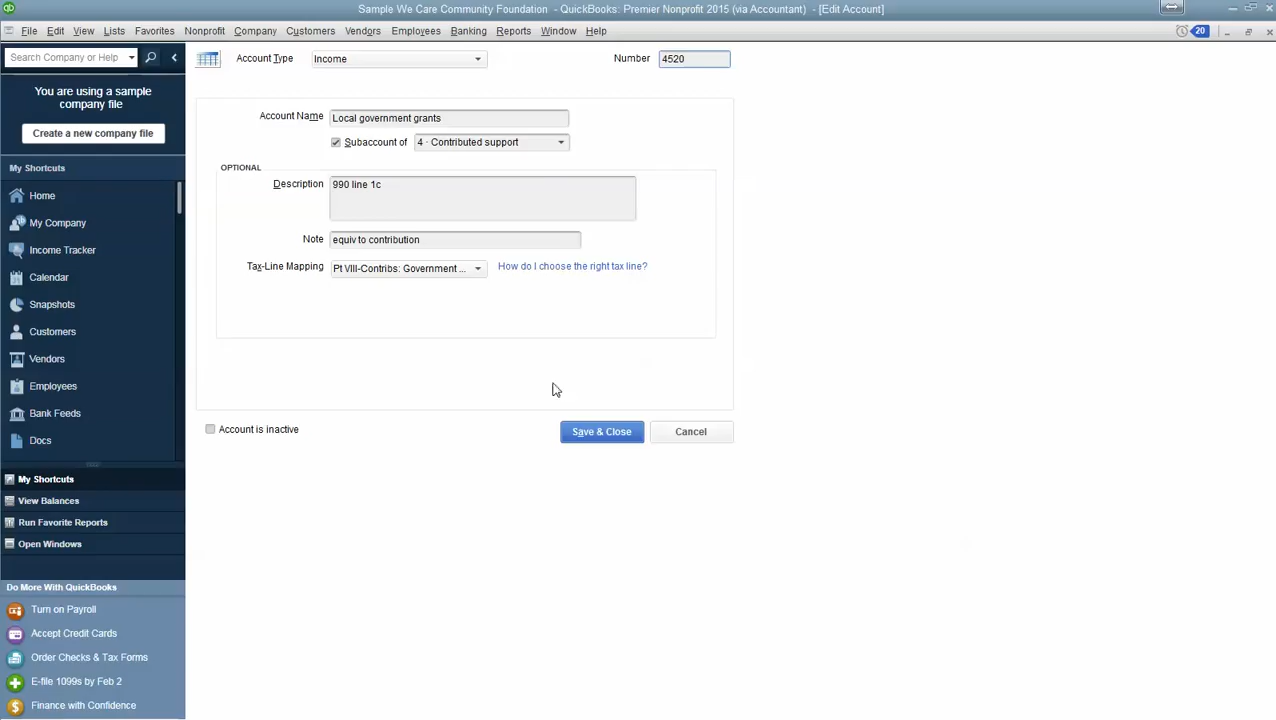 Sample We Care Community Foundation - QuickBooks: Premier Nonprofit 2015 (via Accountant) - [Edit Account]
File Edit View Lists Favorites Nonprofit Company Customers Vendors Employees Banking Reports Window Help
20
Search Company or Help
You are using a sample
company file
Create a new company file
My Shortcuts
Home
My Company
Income Tracker
Calendar
Snapshots
Customers
Vendors
Employees
Bank Feeds
Docs
My Shortcuts
View Balances
Run Favorite Reports
Open Windows
Do More With QuickBooks
Turn on Payroll
Accept Credit Cards
Order Checks & Tax Forms
E-file 1099s by Feb 2
Finance with Confidence
Account Type Income Number 4520
Account Name Local government grants
Subaccount of 4 · Contributed support
OPTIONAL
Description 990 line 1c
Note equiv to contribution
Tax-Line Mapping Pt VIII-Contribs: Government ... How do I choose the right tax line?
Account is inactive Save & Close Cancel